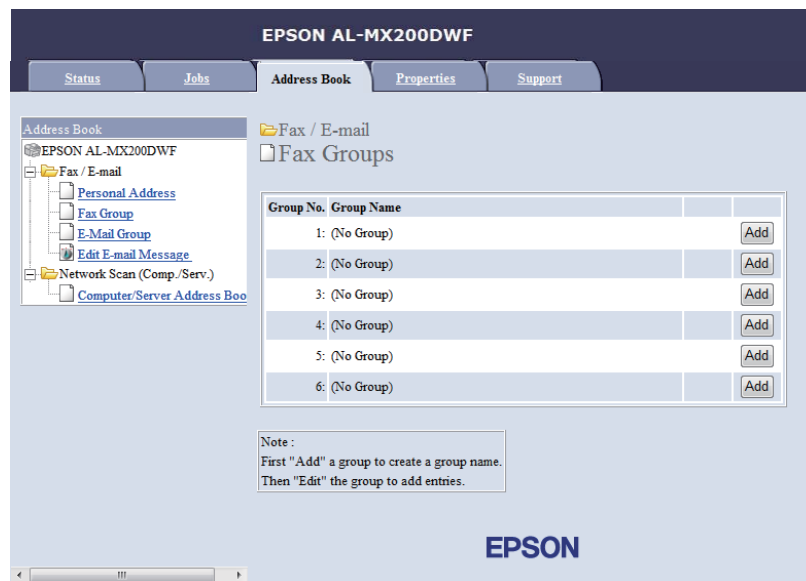 EPSON AL-MX200DWF
Status Jobs Address Book Properties Support
Address Book
EPSON AL-MX200DWF
Fax / E-mail
Personal Address
Fax Group
E-Mail Group
Edit E-mail Message
Network Scan (Comp./Serv.)
Computer/Server Address Boo
Fax / E-mail
Fax Groups
Group No. Group Name
1: (No Group) Add
2: (No Group) Add
3: (No Group) Add
4: (No Group) Add
5: (No Group) Add
6: (No Group) Add
Note :
First "Add" a group to create a group name.
Then "Edit" the group to add entries.
EPSON